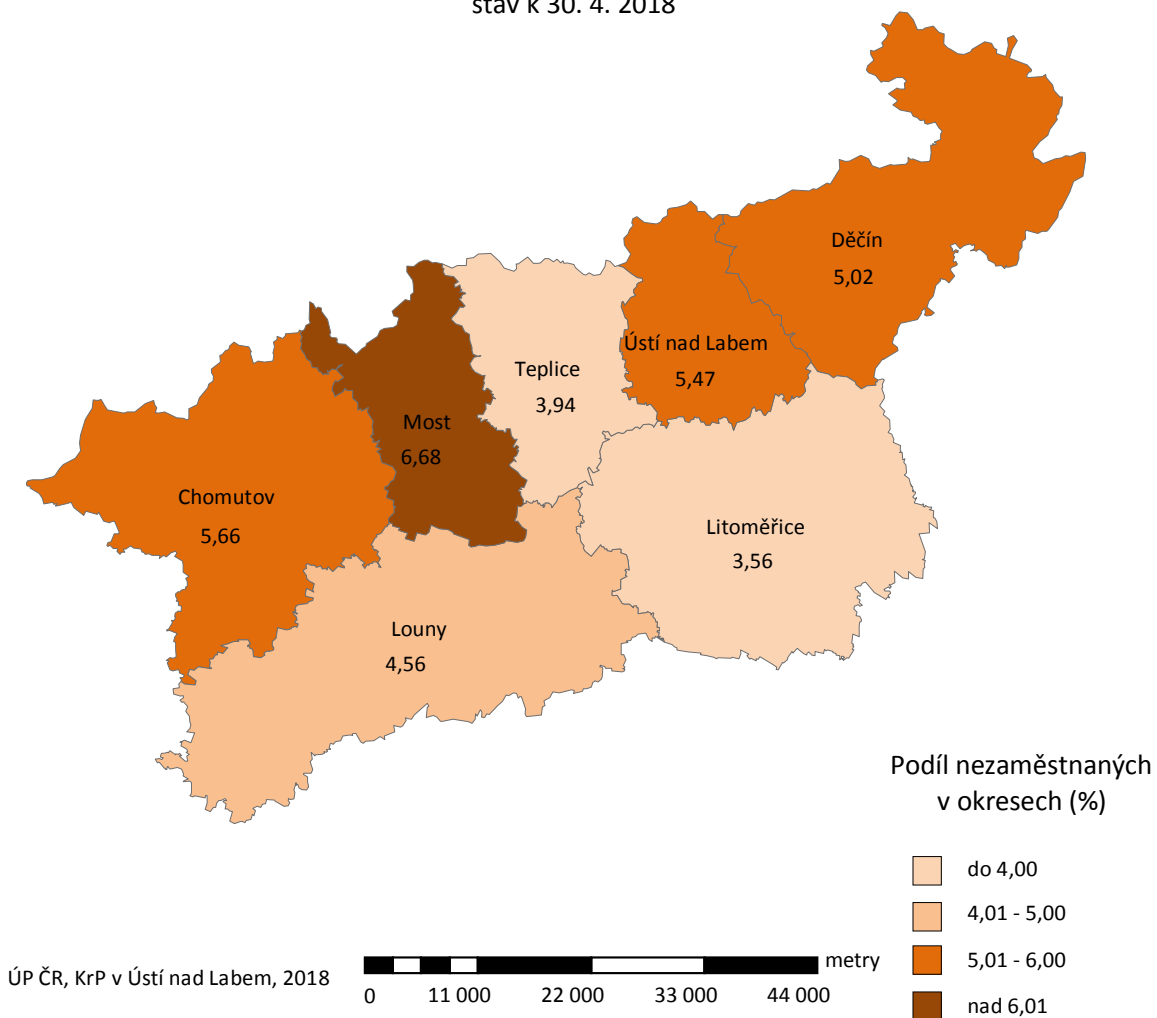 stav k 30. 4. 2018
Děčín
5,02
Ústí nad Labem
5,47
Teplice
3,94
Most
6,68
Chomutov
5,66
Litoměřice
3,56
Louny
4,56
Podíl nezaměstnaných
v okresech (%)
do 4,00
4,01 - 5,00
5,01 - 6,00
nad 6,01
ÚP ČR, KrP v Ústí nad Labem, 2018
metry
0 11 000 22 000 33 000 44 000